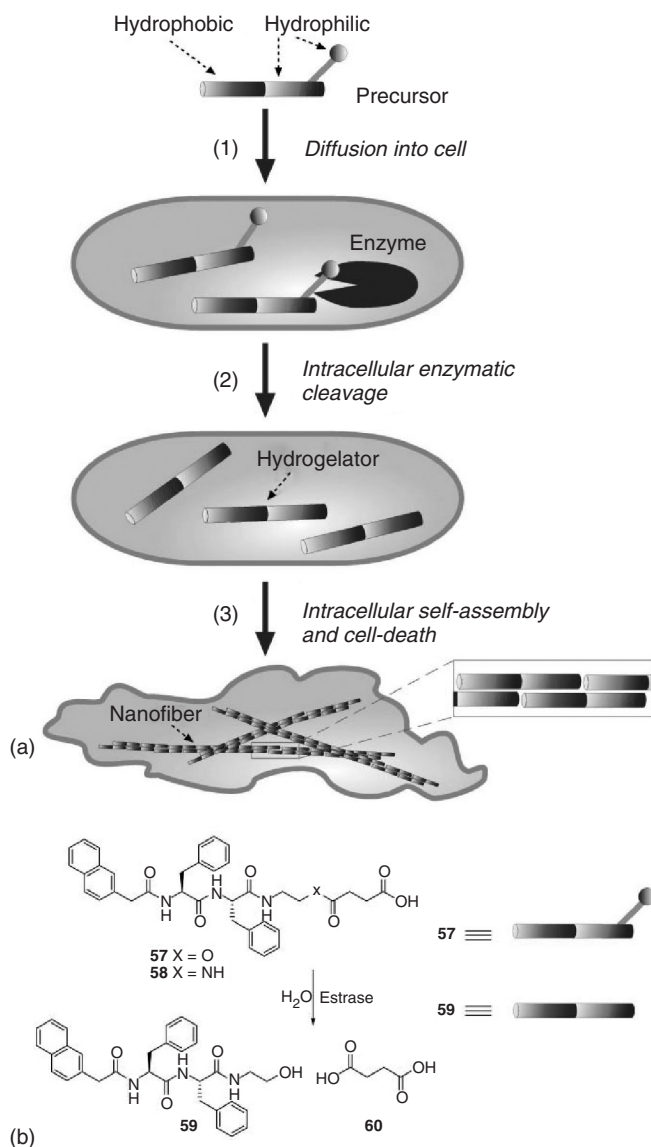 Hydrophobic Hydrophilic
Precursor
(1) Diffusion into cell
Enzyme
(2) Intracellular enzymatic
cleavage
Hydrogelator
(3) Intracellular self-assembly
and cell-death
Nanofiber
(a)
O
H
N
O
N
H
O
H
N
X
O
O
OH
57 X = O
58 X = NH
57
H2O Estrase
59
O
N
H
O
H
N
O
H
N
OH
59
HO
O
O
OH
60
(b)